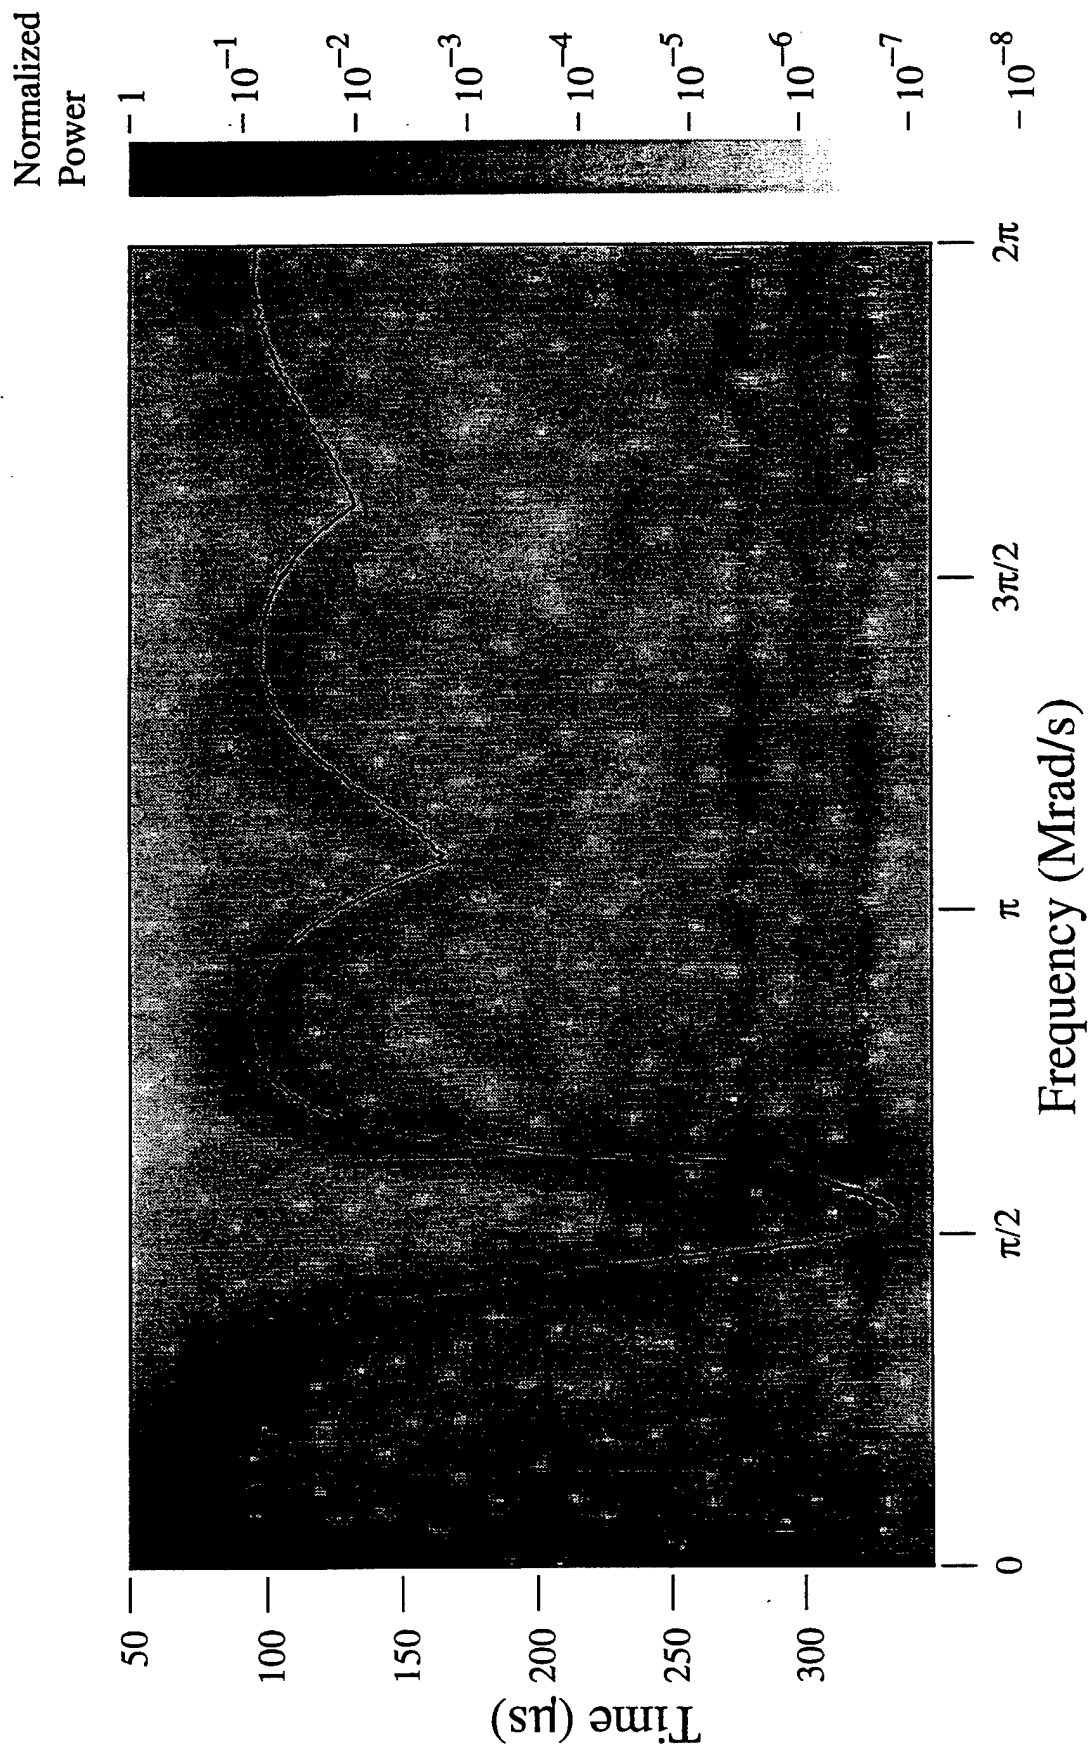 Normalized
Power
1
10⁻¹
10⁻²
10⁻³
10⁻⁴
10⁻⁵
10⁻⁶
10⁻⁷
10⁻⁸
50
100
150
200
250
300
Time (μs)
0
π/2
π
3π/2
2π
Frequency (Mrad/s)